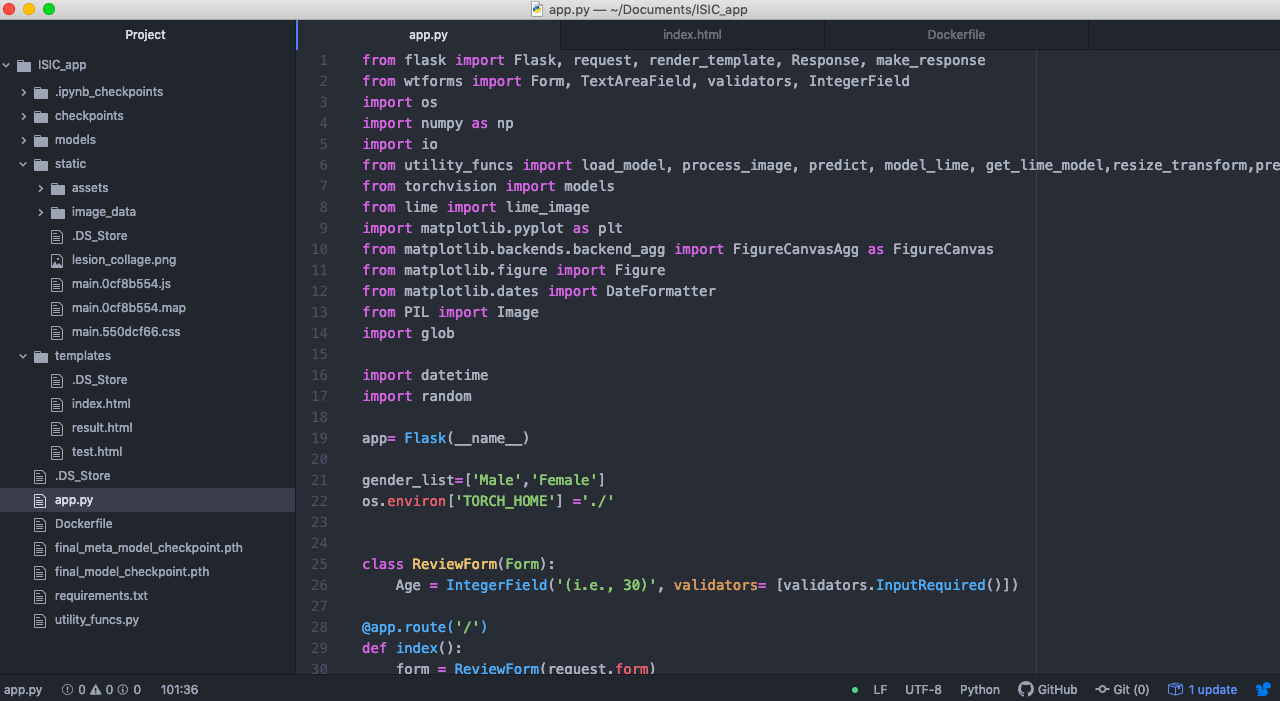 app.py — ~/Documents/ISIC_app
Project
ISIC_app
.ipynb_checkpoints
checkpoints
models
static
assets
image_data
.DS_Store
lesion_collage.png
main.0cf8b554.js
main.0cf8b554.map
main.550dcf66.css
templates
.DS_Store
index.html
result.html
test.html
.DS_Store
app.py
Dockerfile
final_meta_model_checkpoint.pth
final_model_checkpoint.pth
requirements.txt
utility_funcs.py
app.py index.html Dockerfile
1 from flask import Flask, request, render_template, Response, make_response
2 from wtforms import Form, TextAreaField, validators, IntegerField
3 import os
4 import numpy as np
5 import io
6 from utility_funcs import load_model, process_image, predict, model_lime, get_lime_model,resize_transform,pre
7 from torchvision import models
8 from lime import lime_image
9 import matplotlib.pyplot as plt
10 from matplotlib.backends.backend_agg import FigureCanvasAgg as FigureCanvas
11 from matplotlib.figure import Figure
12 from matplotlib.dates import DateFormatter
13 from PIL import Image
14 import glob
15
16 import datetime
17 import random
18
19 app= Flask(__name__)
20
21 gender_list=['Male','Female']
22 os.environ['TORCH_HOME'] ='./'
23
24
25 class ReviewForm(Form):
26     Age = IntegerField('(i.e., 30)', validators= [validators.InputRequired()])
27
28 @app.route('/')
29 def index():
30     form = ReviewForm(request.form)
app.py 0 0 0 101:36 LF UTF-8 Python GitHub Git (0) 1 update